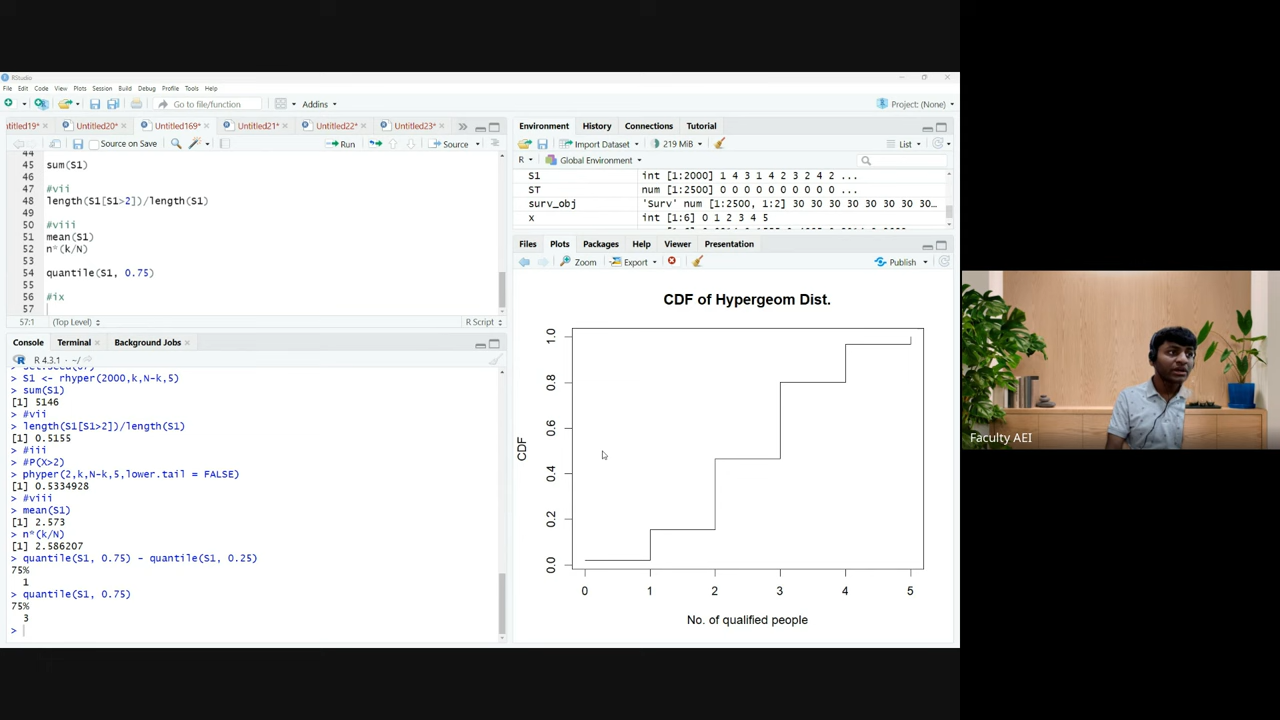 RStudio
File Edit Code View Plots Session Build Debug Profile Tools Help
Go to file/function Addins Project: (None)
ntitled19* Untitled20* Untitled169* Untitled21* Untitled22* Untitled23*
Source on Save Run Source
44
45 sum(S1)
46
47 #vii
48 length(S1[S1>2])/length(S1)
49
50 #viii
51 mean(S1)
52 n*(k/N)
53
54 quantile(S1, 0.75)
55
56 #ix
57
57:1 (Top Level) R Script
Console Terminal Background Jobs
R 4.3.1 · ~/
> S1 <- rhyper(2000,k,N-k,5)
> sum(S1)
[1] 5146
> #vii
> length(S1[S1>2])/length(S1)
[1] 0.5155
> #iii
> #P(X>2)
> phyper(2,k,N-k,5,lower.tail = FALSE)
[1] 0.5334928
> #viii
> mean(S1)
[1] 2.573
> n*(k/N)
[1] 2.586207
> quantile(S1, 0.75) - quantile(S1, 0.25)
75%
1
> quantile(S1, 0.75)
75%
3
>
Environment History Connections Tutorial
Import Dataset 219 MiB List
R Global Environment
S1 int [1:2000] 1 4 3 1 4 2 3 2 4 2 ...
ST num [1:2500] 0 0 0 0 0 0 0 0 0 ...
surv_obj 'Surv' num [1:2500, 1:2] 30 30 30 30 30 30 30 30...
x int [1:6] 0 1 2 3 4 5
Files Plots Packages Help Viewer Presentation
Zoom Export Publish
CDF of Hypergeom Dist.
CDF
1.0
0.8
0.6
0.4
0.2
0.0
0 1 2 3 4 5
No. of qualified people
Faculty AEI